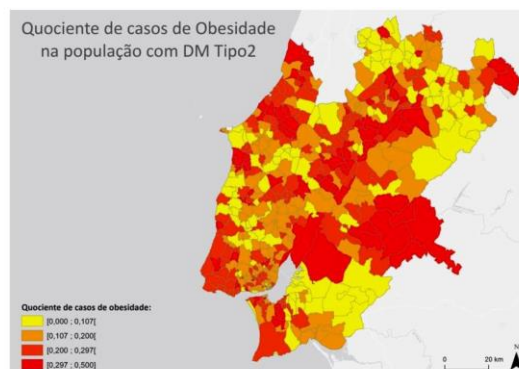 Quociente de casos de Obesidade
na população com DM Tipo2
Quociente de casos de obesidade:
[0,000 ; 0,107[
[0,107 ; 0,200[
[0,200 ; 0,297[
[0,297 ; 0,500]
N
0
20 km